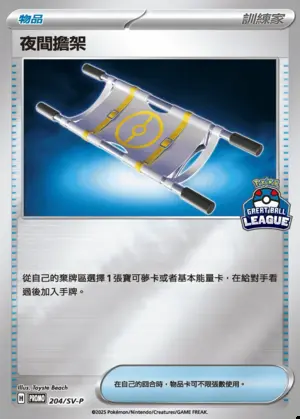 物品
訓練家
夜間擔架
Pokémon
GREAT BALL
LEAGUE
從自己的棄牌區選擇1張寶可夢卡或者基本能量卡,在給對手看
過後加入手牌。
Illus. Toyste Beach
H PROMO 204/SV-P
在自己的回合時,物品卡可不限張數使用。
©2025 Pokémon/Nintendo/Creatures/GAME FREAK.